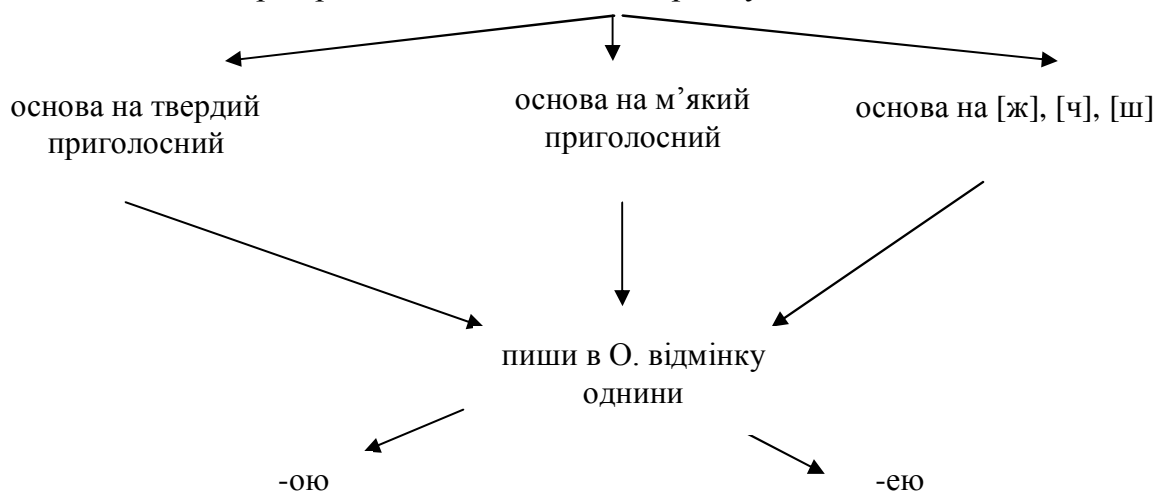 основа на твердий
приголосний
основа на м’який
приголосний
основа на [ж], [ч], [ш]
пиши в О. відмінку
однини
-ою
-ею